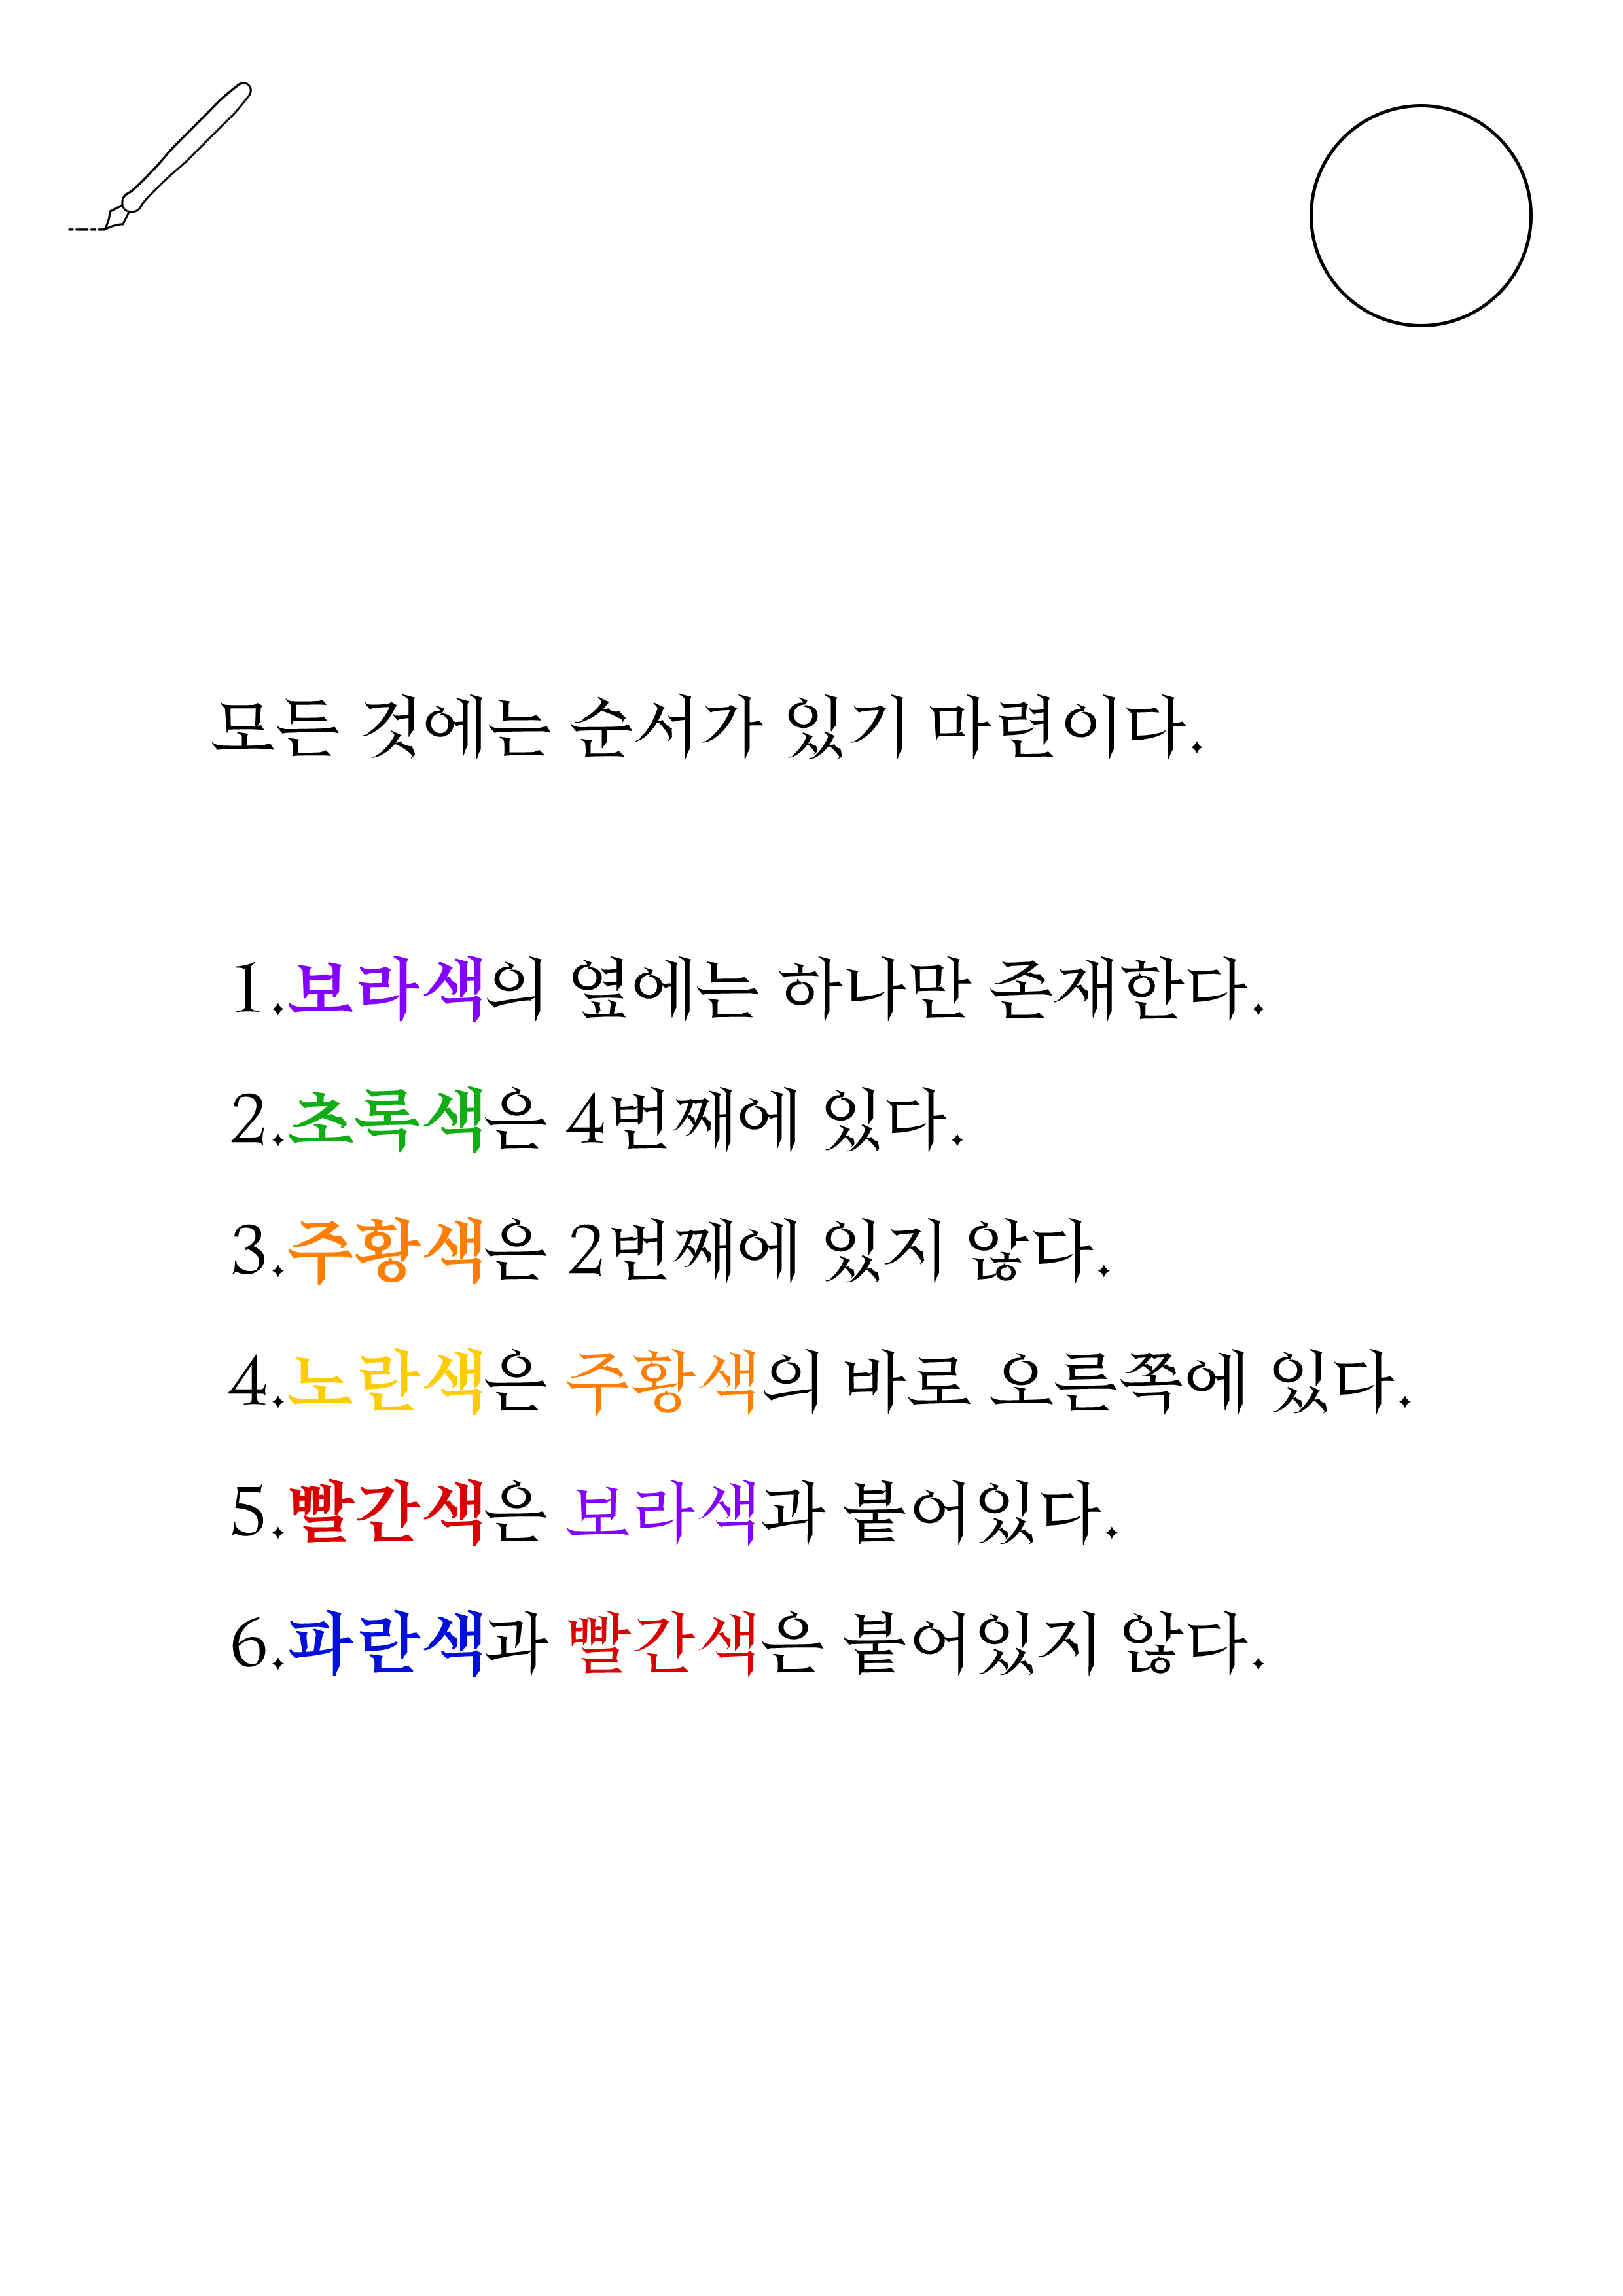 모든 것에는 순서가 있기 마련이다.
1.보라색의 옆에는 하나만 존재한다.
2.초록색은 4번째에 있다.
3.주황색은 2번째에 있지 않다.
4.노란색은 주황색의 바로 오른쪽에 있다.
5.빨간색은 보라색과 붙어있다.
6.파란색과 빨간색은 붙어있지 않다.